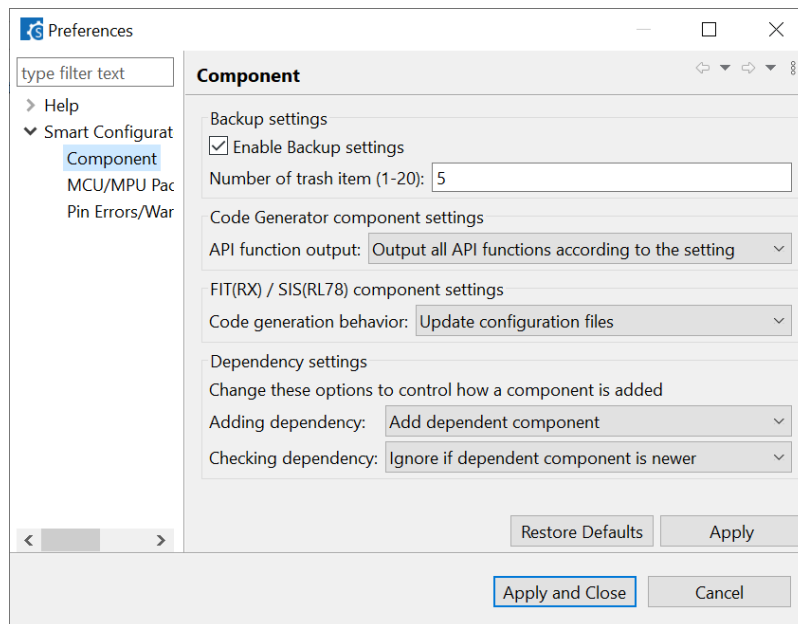 Preferences
type filter text
Component
Help
Smart Configurat
Component
MCU/MPU Pac
Pin Errors/War
Backup settings
Enable Backup settings
Number of trash item (1-20): 5
Code Generator component settings
API function output: Output all API functions according to the setting
FIT(RX) / SIS(RL78) component settings
Code generation behavior: Update configuration files
Dependency settings
Change these options to control how a component is added
Adding dependency: Add dependent component
Checking dependency: Ignore if dependent component is newer
Restore Defaults Apply
Apply and Close Cancel